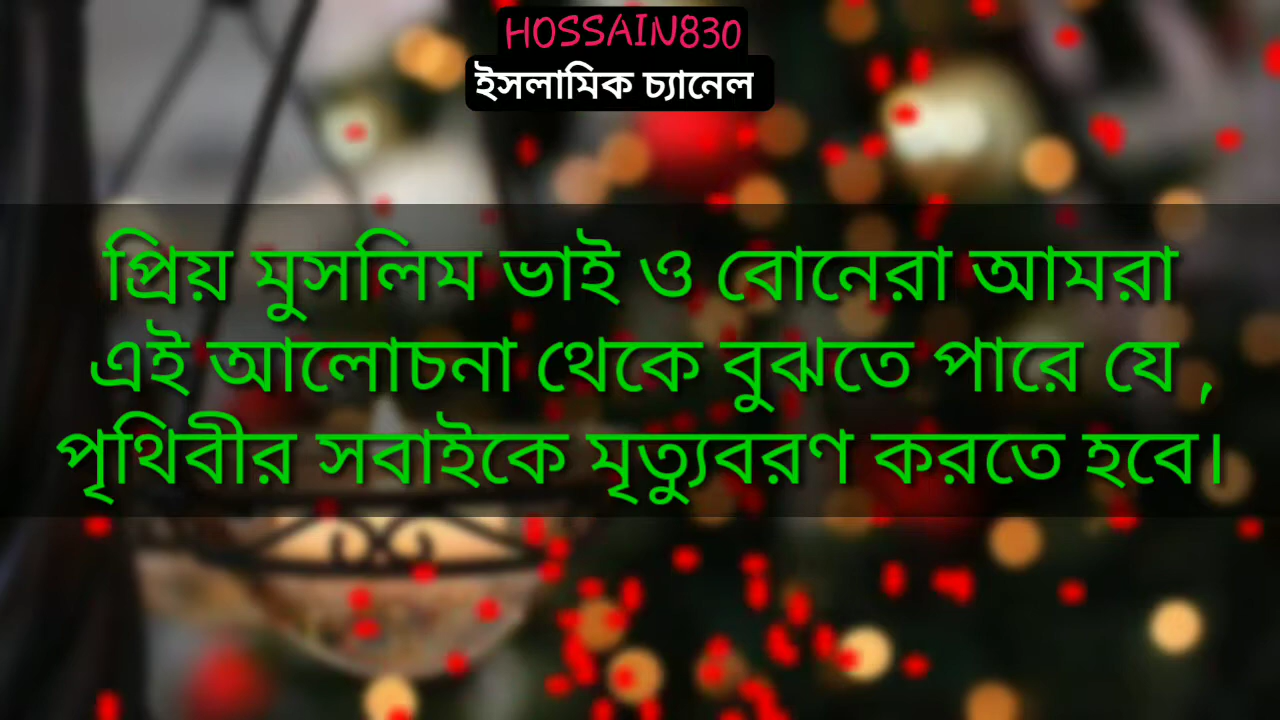 HOSSAIN830
ইসলামিক চ্যানেল
প্রিয় মুসলিম ভাই ও বোনেরা আমরা
এই আলোচনা থেকে বুঝতে পারে যে ,
পৃথিবীর সবাইকে মৃত্যুবরণ করতে হবে।